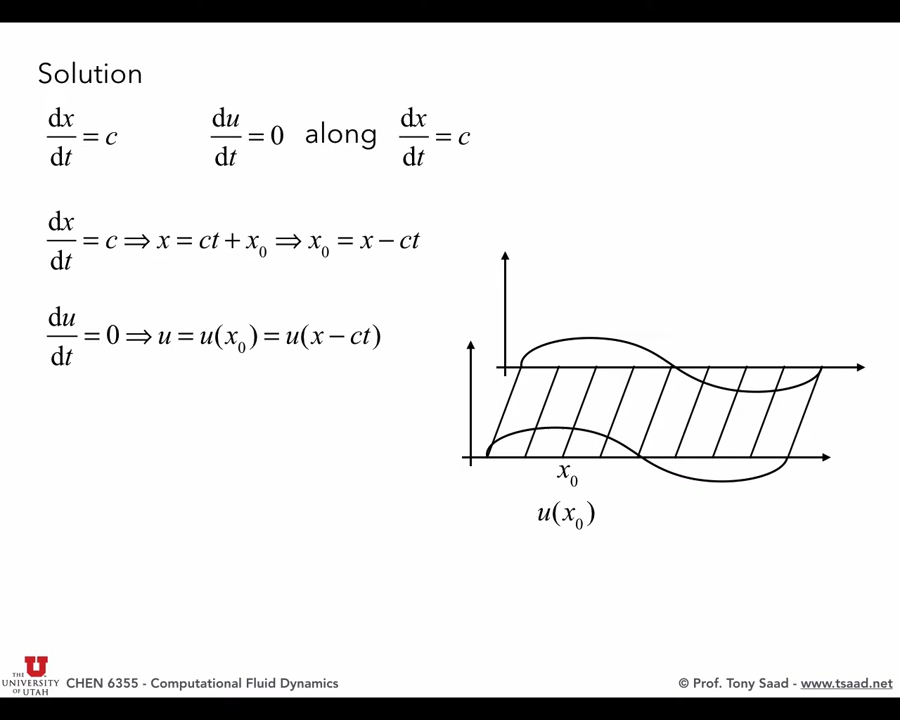 Solution
dx/dt = c    du/dt = 0 along dx/dt = c
dx/dt = c ⇒ x = ct + x₀ ⇒ x₀ = x − ct
du/dt = 0 ⇒ u = u(x₀) = u(x − ct)
x₀
u(x₀)
THE
UNIVERSITY
OF UTAH
CHEN 6355 - Computational Fluid Dynamics
© Prof. Tony Saad - www.tsaad.net